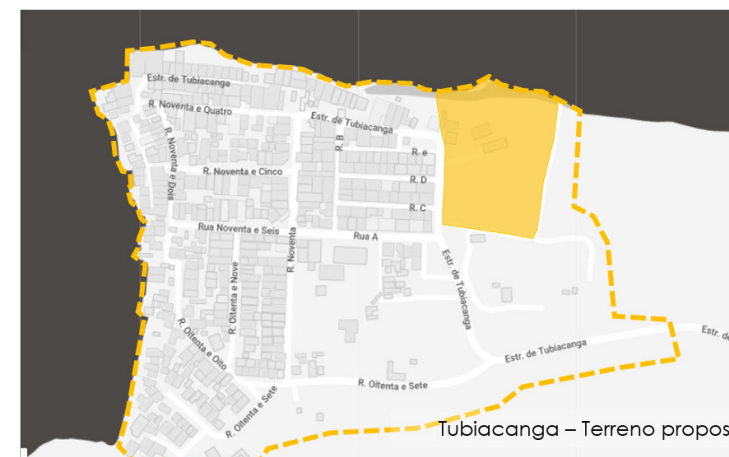 Estr. de Tubiacanga
R. Noventa e Quatro
Estr. de Tubiacanga
R. B
R. e
R. Noventa e Dois
R. Noventa e Cinco
R. D
R. C
Rua Noventa e Seis
Rua A
R. Noventa
R. Oitenta e Nove
Estr. de Tubiacanga
R. Oitenta e Oito
Estr. de Tubiacanga
Estr. de
R. Oitenta e Sete
R. Oitenta e Sete
Tubiacanga – Terreno propos